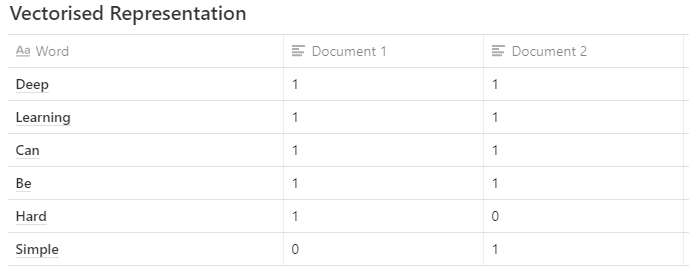 Vectorised Representation
Aa Word Document 1 Document 2
Deep 1 1
Learning 1 1
Can 1 1
Be 1 1
Hard 1 0
Simple 0 1